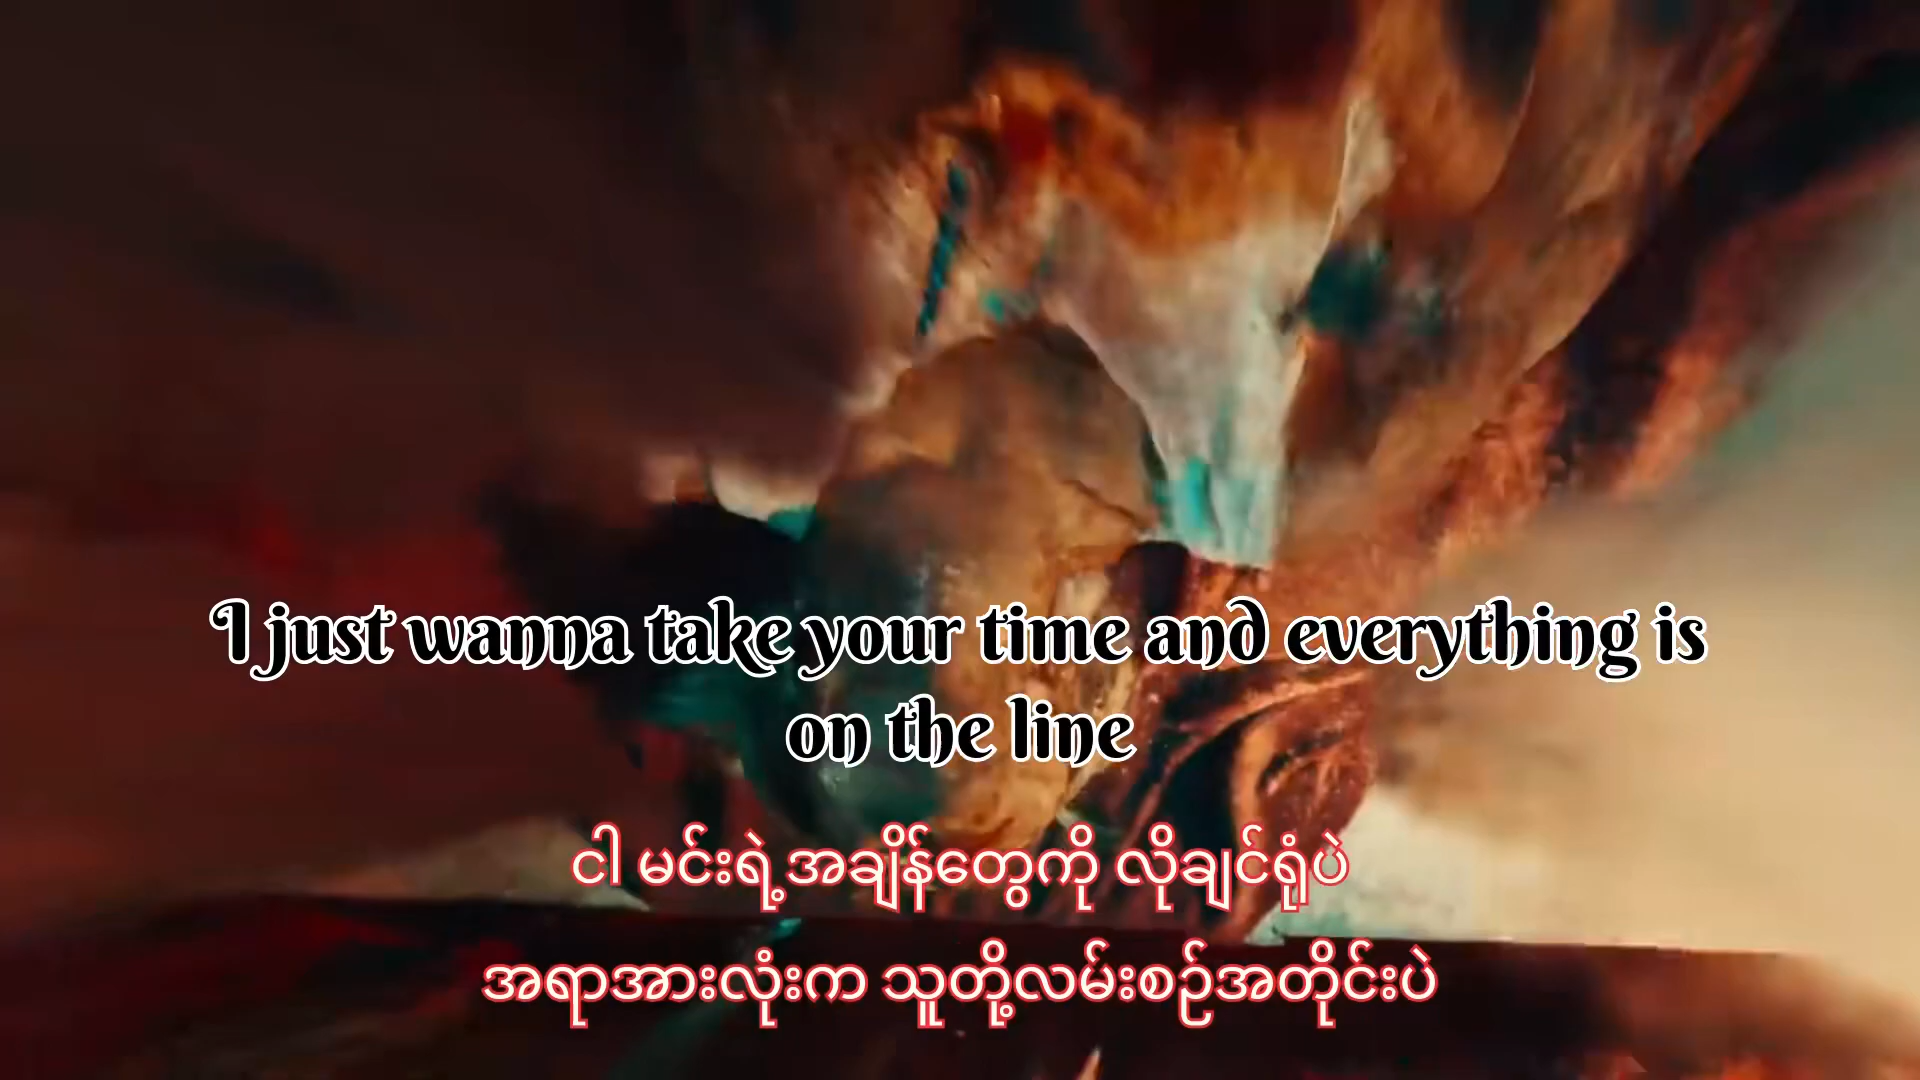 I just wanna take your time and everything is
on the line
ငါ မင်းရဲ့အချိန်တွေကို လိုချင်ရုံပဲ
အရာအားလုံးက သူတို့လမ်းစဉ်အတိုင်းပဲ